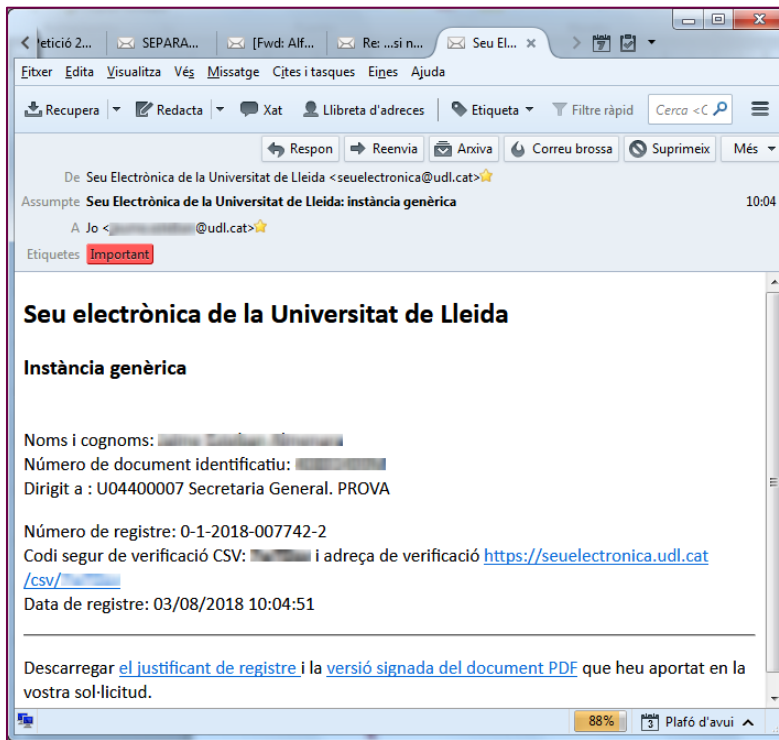 etició 2... SEPARA... [Fwd: Alf... Re: ...si n... Seu El...
Fitxer Edita Visualitza Vés Missatge Cites i tasques Eines Ajuda
Recupera Redacta Xat Llibreta d'adreces Etiqueta Filtre ràpid Cerca <C
Respon Reenvia Arxiva Correu brossa Suprimeix Més
De Seu Electrònica de la Universitat de Lleida <seuelectronica@udl.cat>
Assumpte Seu Electrònica de la Universitat de Lleida: instància genèrica 10:04
A Jo < @udl.cat>
Etiquetes Important
Seu electrònica de la Universitat de Lleida
Instància genèrica
Noms i cognoms:
Número de document identificatiu:
Dirigit a : U04400007 Secretaria General. PROVA
Número de registre: 0-1-2018-007742-2
Codi segur de verificació CSV: i adreça de verificació https://seuelectronica.udl.cat
/csv/
Data de registre: 03/08/2018 10:04:51
Descarregar el justificant de registre i la versió signada del document PDF que heu aportat en la
vostra sol·licitud.
88% 3 Plafó d'avui